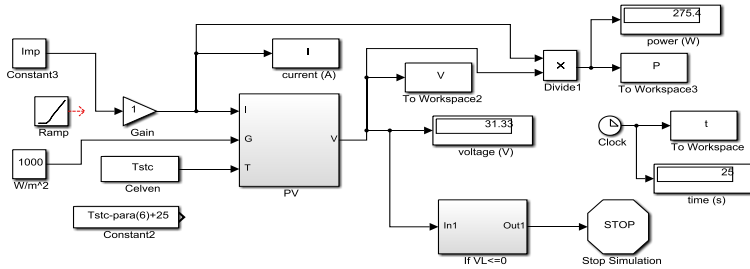 275.4
power (W)
Imp
Constant3
I
current (A)
×
Divide1
P
To Workspace3
V
To Workspace2
Ramp
1
Gain
I
G
T
V
PV
31.33
voltage (V)
Clock
t
To Workspace
1000
W/m^2
Tstc
Celven
25
time (s)
Tstc-para(6)+25
Constant2
In1
Out1
If VL<=0
STOP
Stop Simulation